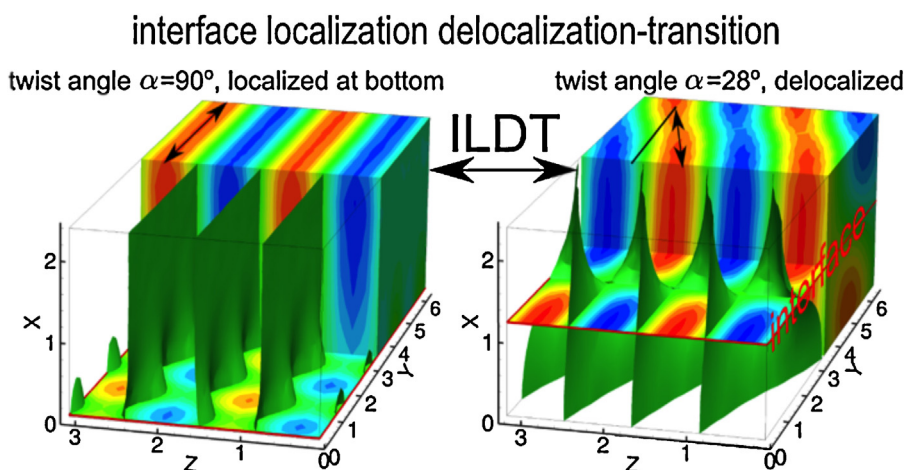 interface localization delocalization-transition
twist angle α=90º, localized at bottom
twist angle α=28º, delocalized
ILDT
interface
X
2
1
0
3
2
1
0
Z
0
1
2
3
4
5
6
Y
X
2
1
0
3
2
1
0
Z
0
1
2
3
4
5
6
Y